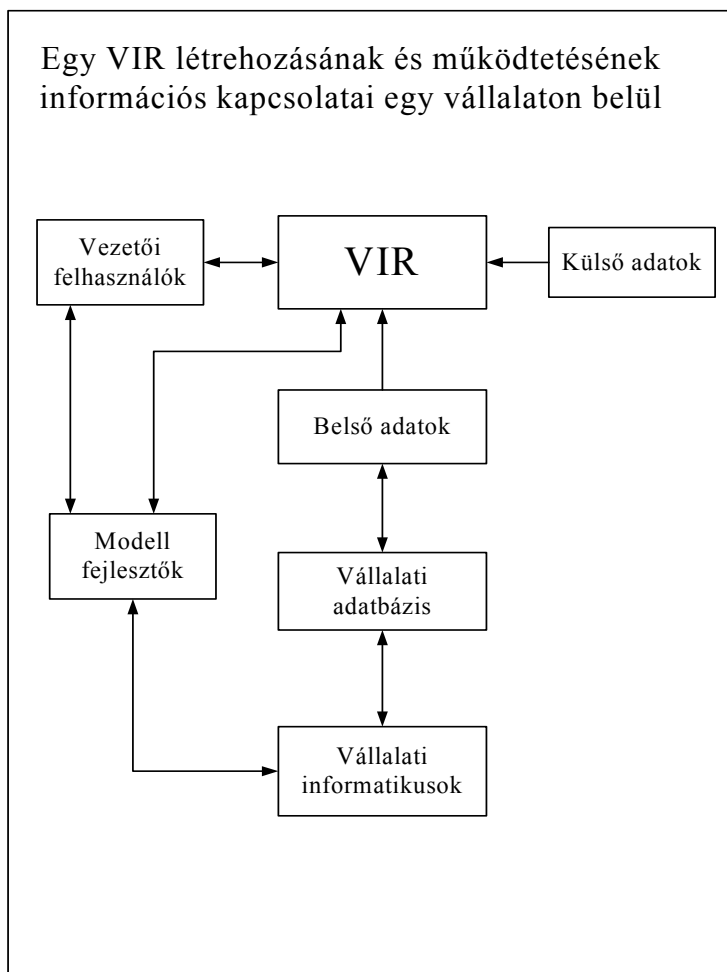 Egy VIR létrehozásának és működtetésének
információs kapcsolatai egy vállalaton belül
Vezetői
felhasználók
VIR
Külső adatok
Belső adatok
Modell
fejlesztők
Vállalati
adatbázis
Vállalati
informatikusok